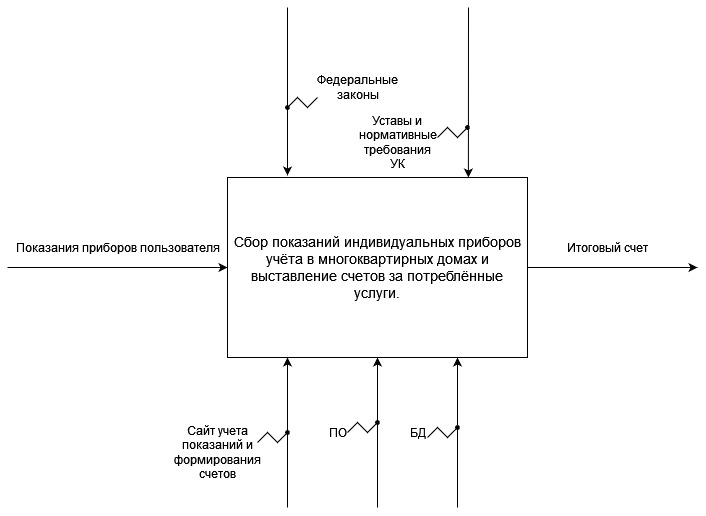 Федеральные
законы
Уставы и
нормативные
требования
УК
Показания приборов пользователя
Сбор показаний индивидуальных приборов
учёта в многоквартирных домах и
выставление счетов за потреблённые
услуги.
Итоговый счет
Сайт учета
показаний и
формирования
счетов
ПО
БД